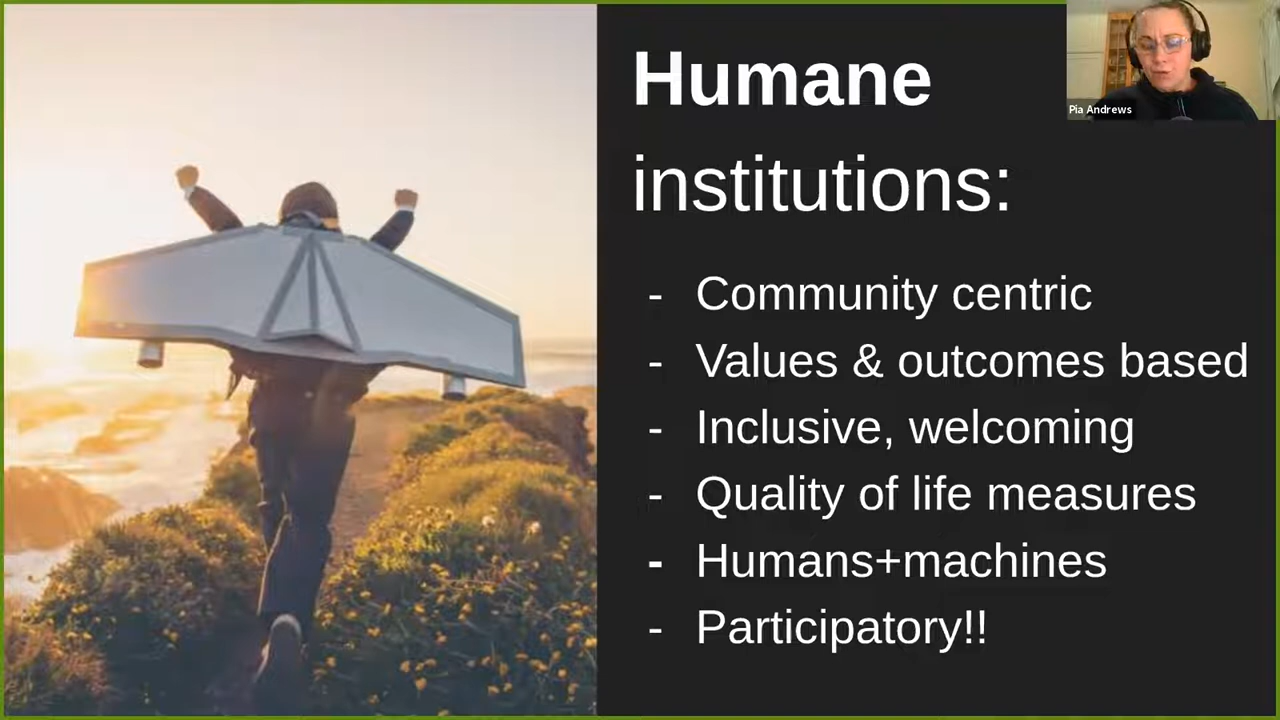 Humane
institutions:
- Community centric
- Values & outcomes based
- Inclusive, welcoming
- Quality of life measures
- Humans+machines
- Participatory!!
Pia Andrews